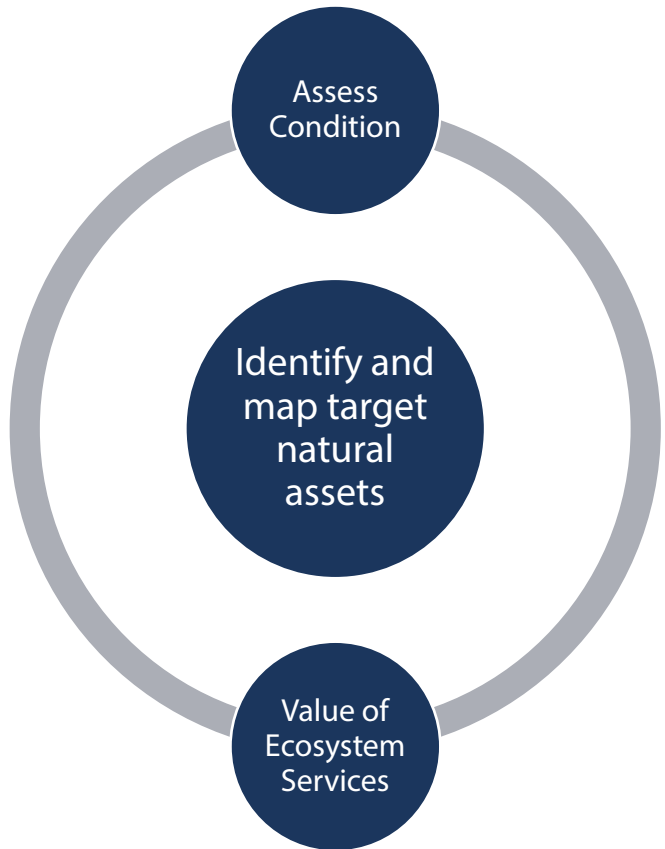 Assess
Condition
Identify and
map target
natural
assets
Value of
Ecosystem
Services